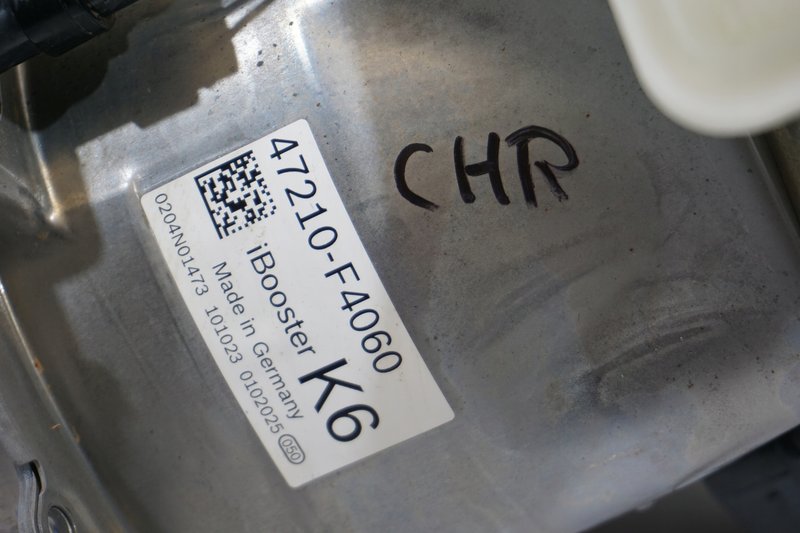 CHR
47210-F4060
iBooster
K6
Made in Germany
0204N01473 101023 0102025 050